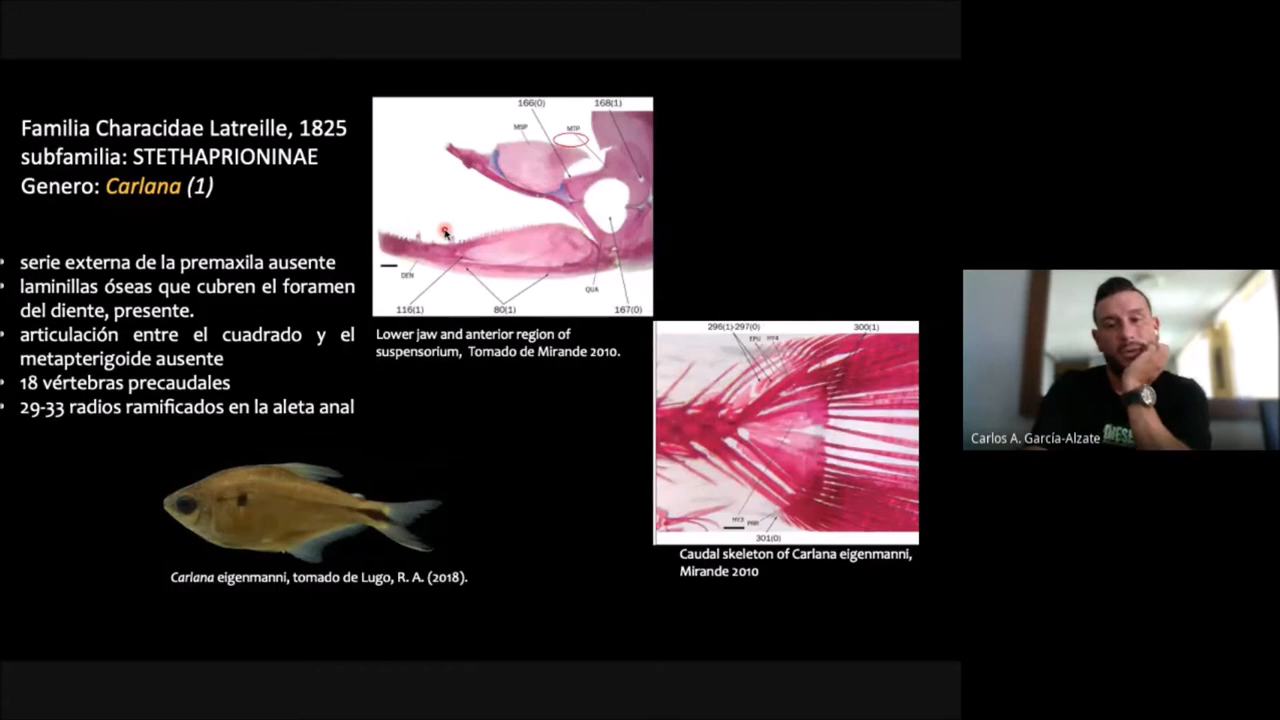 Familia Characidae Latreille, 1825
subfamilia: STETHAPRIONINAE
Genero: Carlana (1)
• serie externa de la premaxila ausente
• laminillas óseas que cubren el foramen
del diente, presente.
• articulación entre el cuadrado y el
metapterigoide ausente
• 18 vértebras precaudales
• 29-33 radios ramificados en la aleta anal
166(0)
168(1)
MSP
MTP
DEN
QUA
116(1)
80(1)
167(0)
Lower jaw and anterior region of
suspensorium, Tomado de Mirande 2010.
296(1)-297(0)
300(1)
EPU
HY4
HY3
PHR
301(0)
Caudal skeleton of Carlana eigenmanni,
Mirande 2010
Carlana eigenmanni, tomado de Lugo, R. A. (2018).
DIESE
Carlos A. García-Alzate